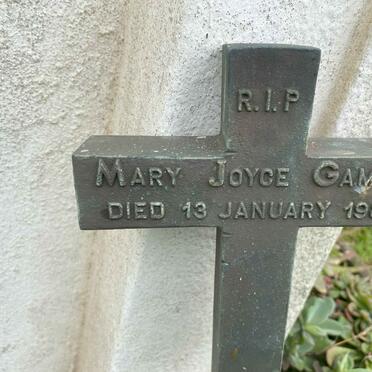 R.I.P
MARY JOYCE GAM
DIED 13 JANUARY 19